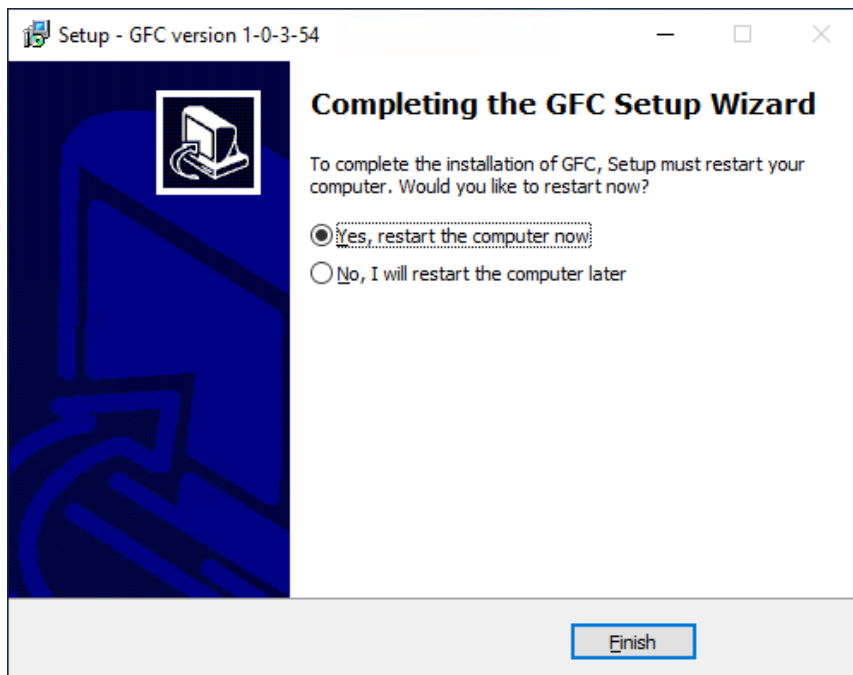 Setup - GFC version 1-0-3-54
Completing the GFC Setup Wizard
To complete the installation of GFC, Setup must restart your
computer. Would you like to restart now?
Yes, restart the computer now
No, I will restart the computer later
Finish